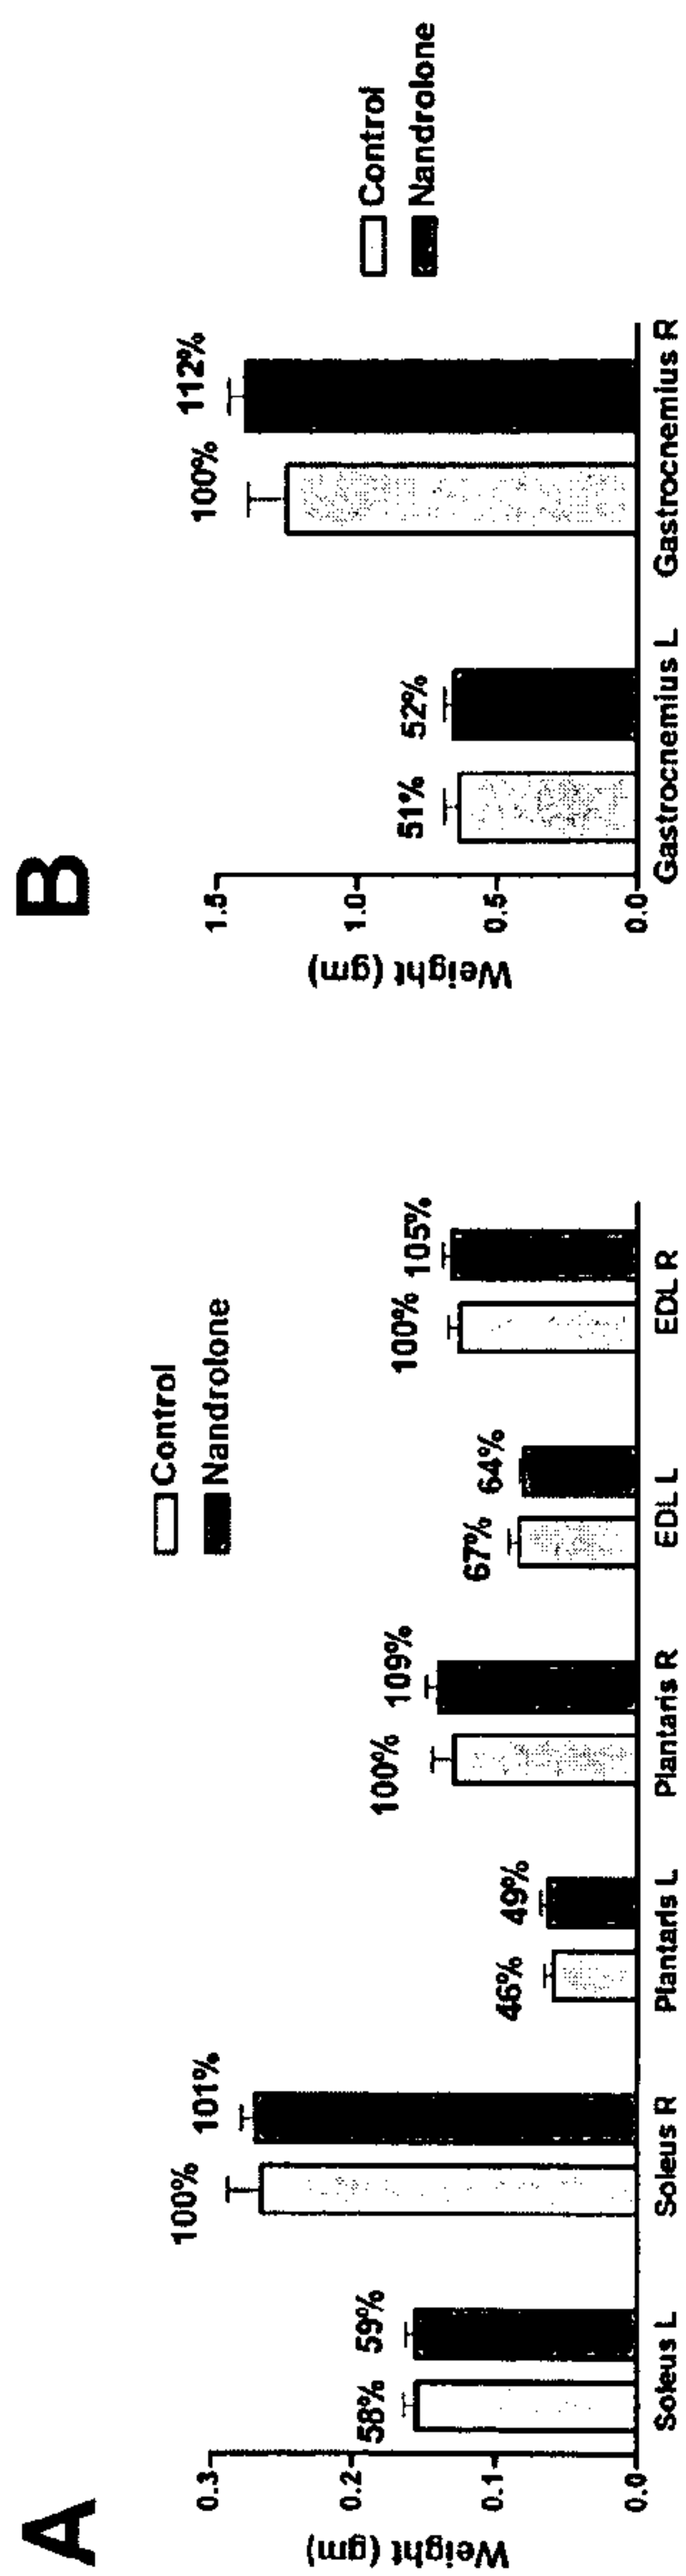 A
Control
Nandrolone
Weight (gm)
0.3
0.2
0.1
0.0
58%
59%
100%
101%
46%
49%
100%
109%
67%
64%
100%
105%
Soleus L
Soleus R
Plantaris L
Plantaris R
EDL L
EDL R
B
Control
Nandrolone
Weight (gm)
1.5
1.0
0.5
0.0
51%
52%
100%
112%
Gastrocnemius L
Gastrocnemius R